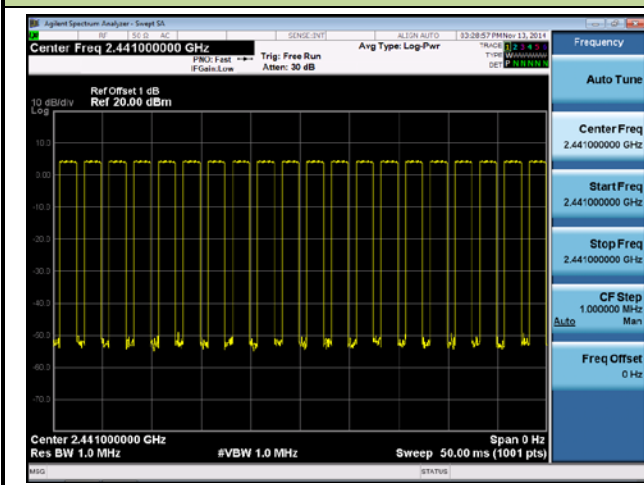 Agilent Spectrum Analyzer - Swept SA
RF 50 Ω AC SENSE:INT ALIGN AUTO 03:28:57 PM Nov 13, 2014
Center Freq 2.441000000 GHz
PNO: Fast
IFGain:Low
Trig: Free Run
Atten: 30 dB
Avg Type: Log-Pwr
TRACE 1 2 3 4 5 6
TYPE
DET P N N N N N
Ref Offset 1 dB
10 dB/div Ref 20.00 dBm
Log
10.0
0.00
-10.0
-20.0
-30.0
-40.0
-50.0
-60.0
-70.0
Center 2.441000000 GHz Span 0 Hz
Res BW 1.0 MHz #VBW 1.0 MHz Sweep 50.00 ms (1001 pts)
MSG STATUS
Frequency
Auto Tune
Center Freq
2.441000000 GHz
Start Freq
2.441000000 GHz
Stop Freq
2.441000000 GHz
CF Step
1.000000 MHz
Auto Man
Freq Offset
0 Hz